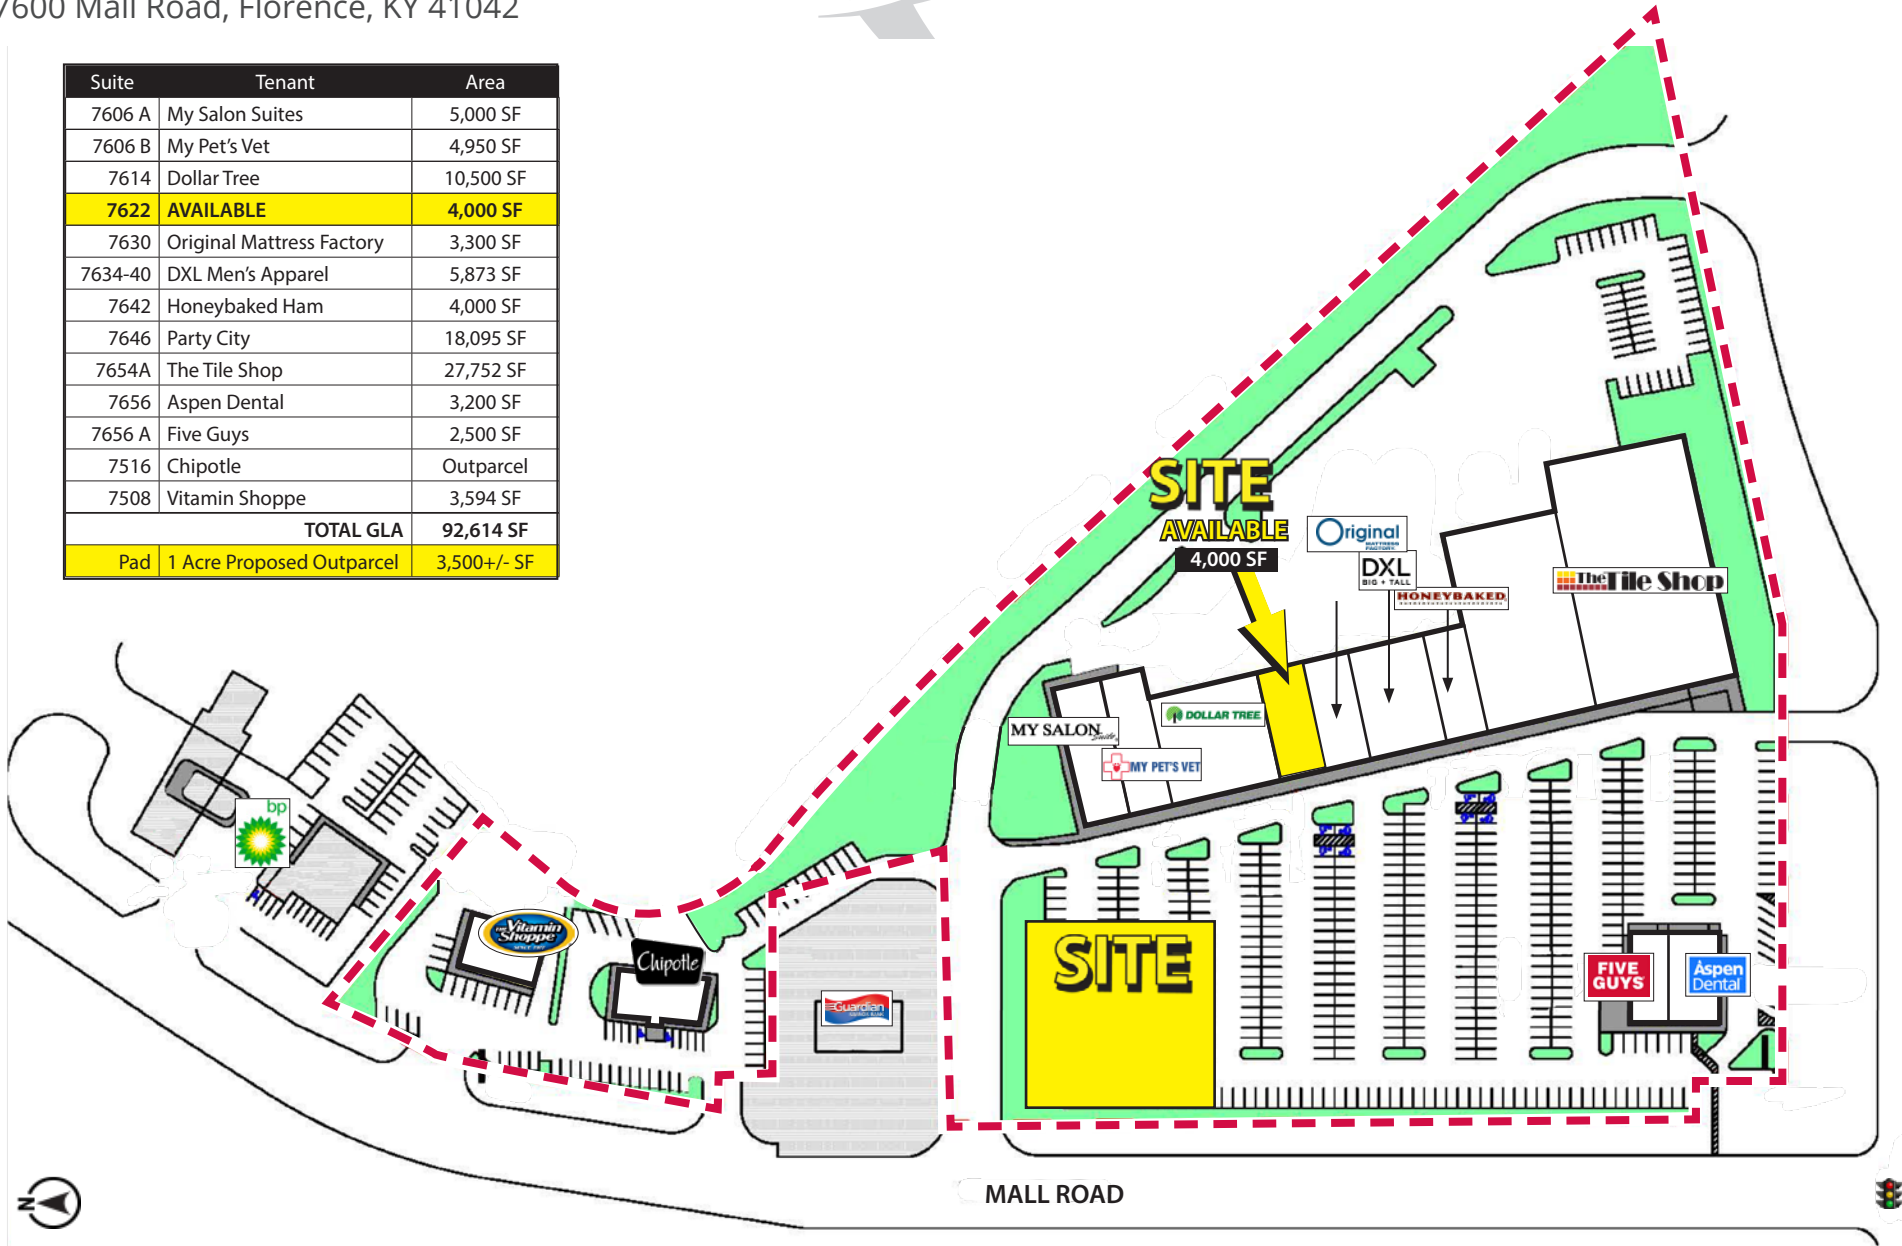 7600 Mall Road, Florence, KY 41042
Suite Tenant Area
7606 A My Salon Suites 5,000 SF
7606 B My Pet's Vet 4,950 SF
7614 Dollar Tree 10,500 SF
7622 AVAILABLE 4,000 SF
7630 Original Mattress Factory 3,300 SF
7634-40 DXL Men's Apparel 5,873 SF
7642 Honeybaked Ham 4,000 SF
7646 Party City 18,095 SF
7654A The Tile Shop 27,752 SF
7656 Aspen Dental 3,200 SF
7656 A Five Guys 2,500 SF
7516 Chipotle Outparcel
7508 Vitamin Shoppe 3,594 SF
TOTAL GLA 92,614 SF
Pad 1 Acre Proposed Outparcel 3,500+/- SF
SITE
AVAILABLE
4,000 SF
Original
MATTRESS
FACTORY
DXL
BIG + TALL
HONEYBAKED
The Tile Shop
DOLLAR TREE
MY SALON
Suite
MY PET'S VET
bp
the Vitamin
Shoppe
Chipotle
Guardian
SITE
FIVE
GUYS
Aspen
Dental
MALL ROAD
N